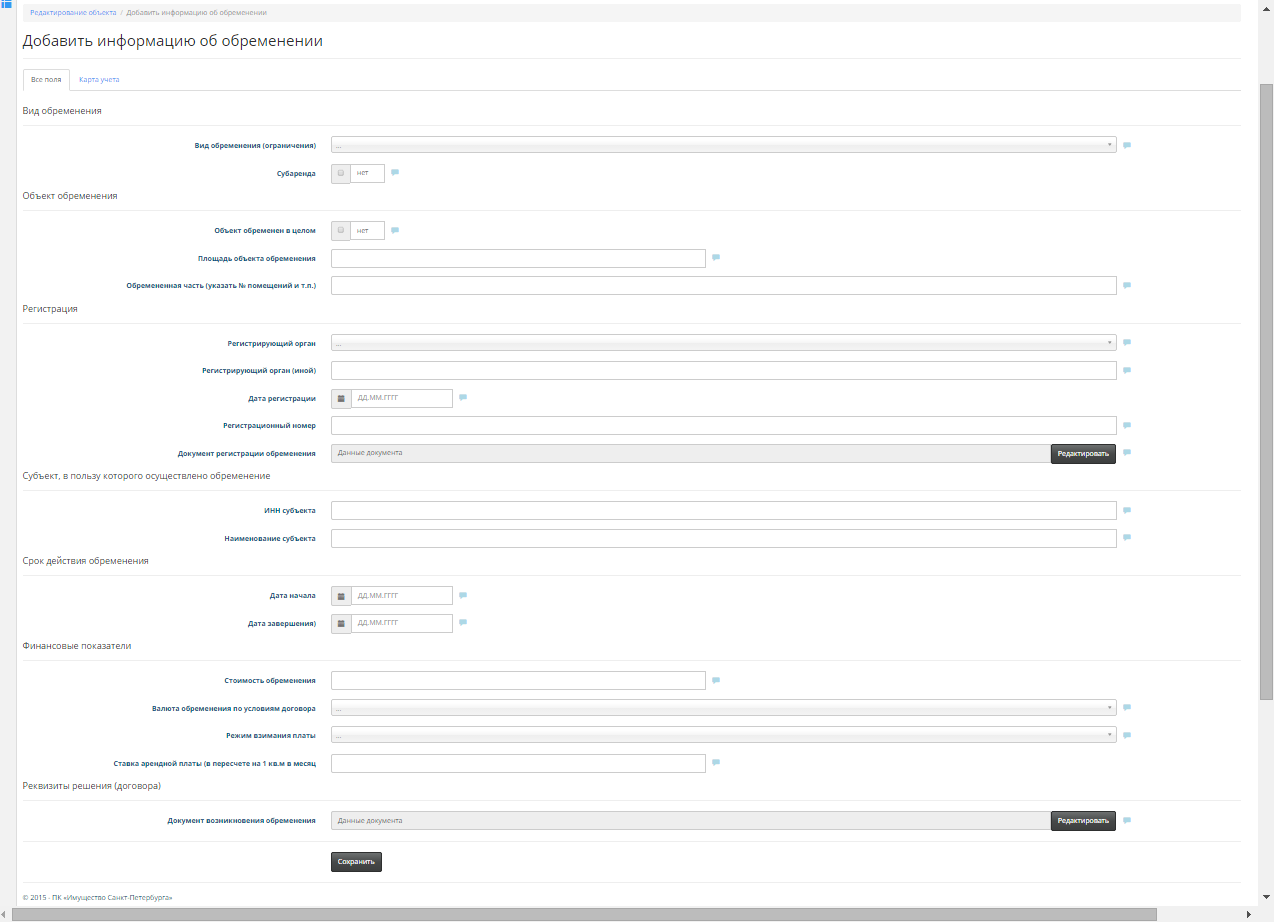 Редактирование объекта / Добавить информацию об обременении
Добавить информацию об обременении
Все поля Карта учета
Вид обременения
Вид обременения (ограничения) ...
Субаренда нет
Объект обременения
Объект обременен в целом нет
Площадь объекта обременения
Обремененная часть (указать № помещений и т.п.)
Регистрация
Регистрирующий орган ...
Регистрирующий орган (иной)
Дата регистрации ДД.ММ.ГГГГ
Регистрационный номер
Документ регистрации обременения Данные документа Редактировать
Субъект, в пользу которого осуществлено обременение
ИНН субъекта
Наименование субъекта
Срок действия обременения
Дата начала ДД.ММ.ГГГГ
Дата завершения) ДД.ММ.ГГГГ
Финансовые показатели
Стоимость обременения
Валюта обременения по условиям договора ...
Режим взимания платы ...
Ставка арендной платы (в пересчете на 1 кв.м в месяц
Реквизиты решения (договора)
Документ возникновения обременения Данные документа Редактировать
Сохранить
© 2015 - ПК «Имущество Санкт-Петербурга»